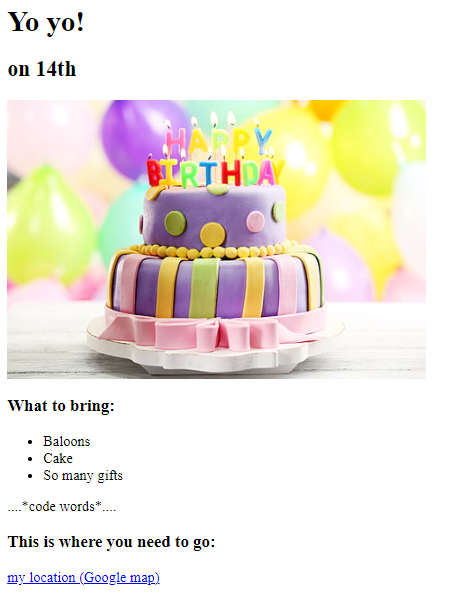 Yo yo!
on 14th
HAPPY
BIRTHDAY
What to bring:
Baloons
Cake
So many gifts
....*code words*....
This is where you need to go:
my location (Google map)